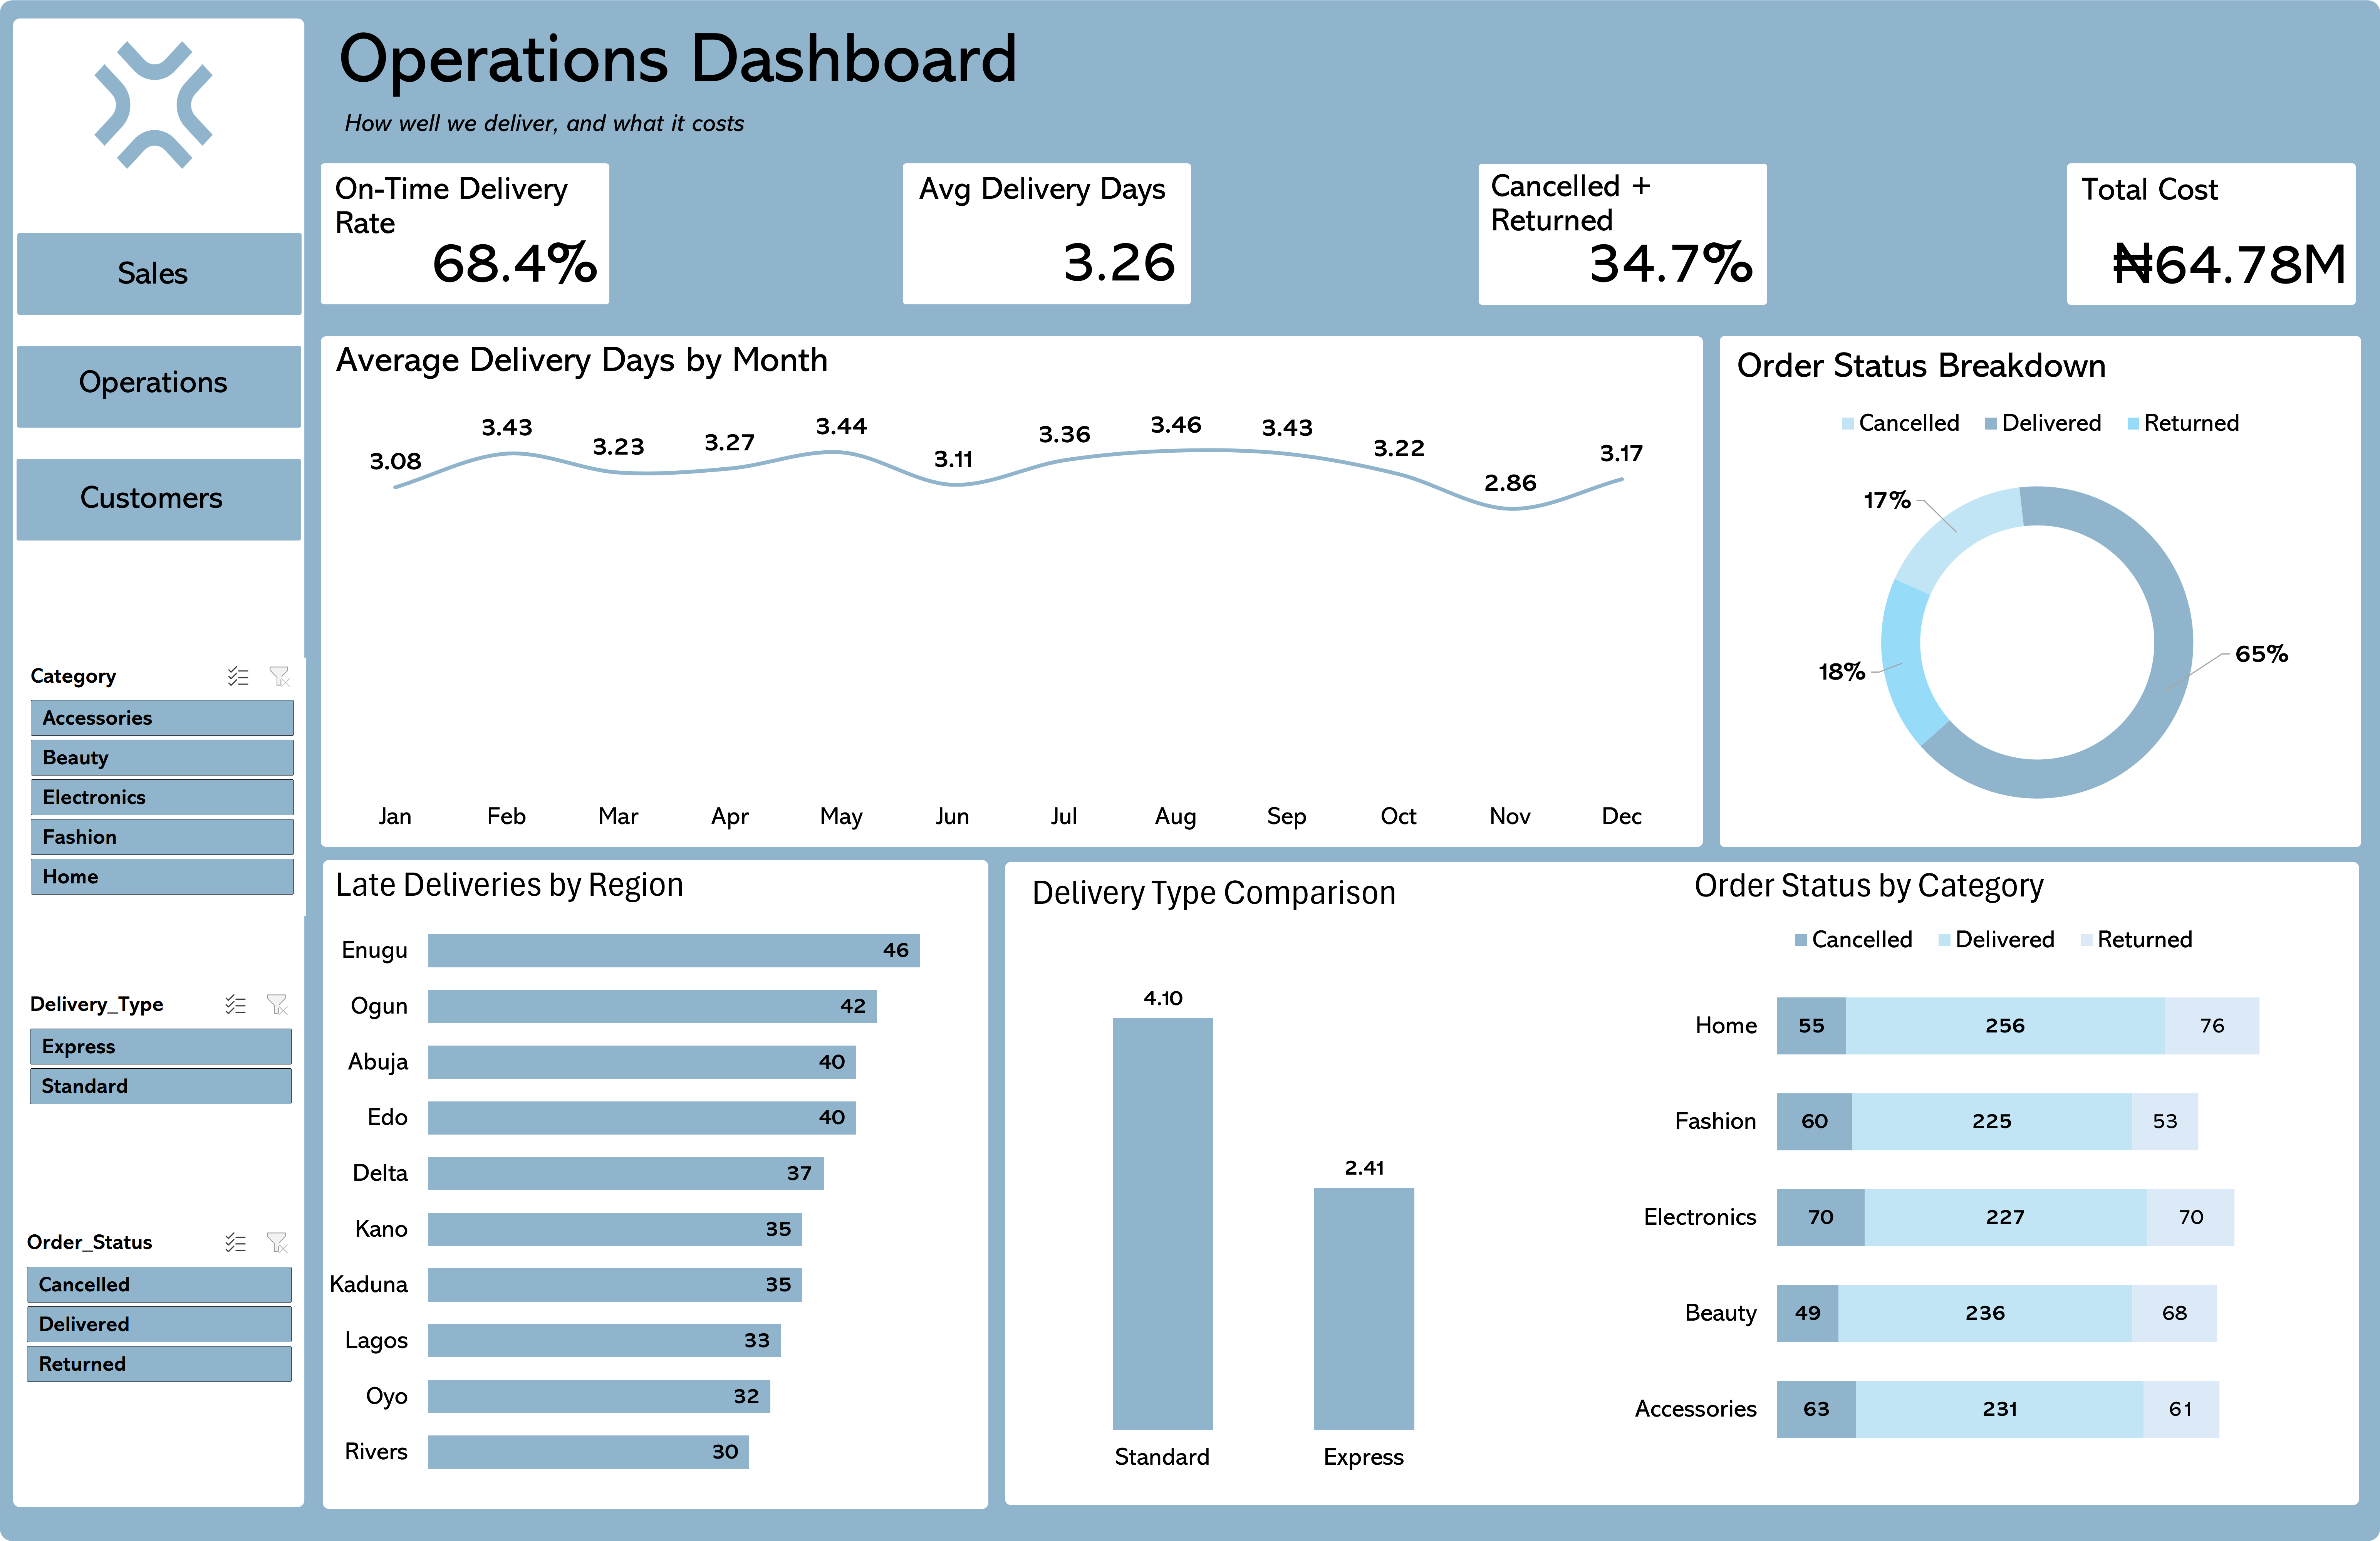 Operations Dashboard
How well we deliver, and what it costs
On-Time Delivery
Rate
68.4%
Avg Delivery Days
3.26
Cancelled +
Returned
34.7%
Total Cost
₦64.78M
Sales
Operations
Customers
Category
Accessories
Beauty
Electronics
Fashion
Home
Delivery_Type
Express
Standard
Order_Status
Cancelled
Delivered
Returned
Average Delivery Days by Month
3.08 3.43 3.23 3.27 3.44 3.11 3.36 3.46 3.43 3.22 2.86 3.17
Jan Feb Mar Apr May Jun Jul Aug Sep Oct Nov Dec
Order Status Breakdown
Cancelled Delivered Returned
17%
65%
18%
Late Deliveries by Region
Enugu 46
Ogun 42
Abuja 40
Edo 40
Delta 37
Kano 35
Kaduna 35
Lagos 33
Oyo 32
Rivers 30
Delivery Type Comparison
4.10
2.41
Standard Express
Order Status by Category
Cancelled Delivered Returned
Home 55 256 76
Fashion 60 225 53
Electronics 70 227 70
Beauty 49 236 68
Accessories 63 231 61